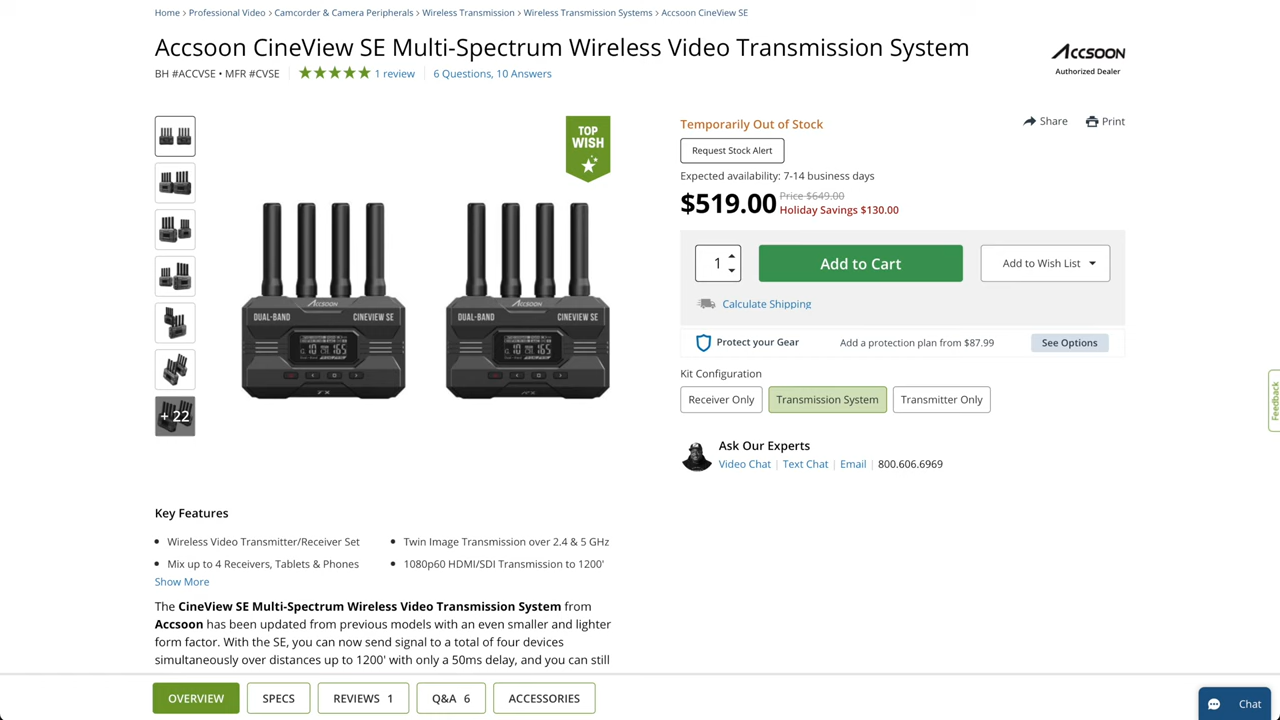 Home > Professional Video > Camcorder & Camera Peripherals > Wireless Transmission > Wireless Transmission Systems > Accsoon CineView SE
Accsoon CineView SE Multi-Spectrum Wireless Video Transmission System
BH #ACCVSE • MFR #CVSE
1 review
6 Questions, 10 Answers
ACCSOON
Authorized Dealer
TOP
WISH
+ 22
ACCSOON
DUAL-BAND
CINEVIEW SE
TX
ACCSOON
DUAL-BAND
CINEVIEW SE
Temporarily Out of Stock
Share
Print
Request Stock Alert
Expected availability: 7-14 business days
$519.00
Price $649.00
Holiday Savings $130.00
1
Add to Cart
Add to Wish List
Calculate Shipping
Protect your Gear
Add a protection plan from $87.99
See Options
Kit Configuration
Receiver Only
Transmission System
Transmitter Only
Ask Our Experts
Video Chat | Text Chat | Email | 800.606.6969
Feedback
Key Features
• Wireless Video Transmitter/Receiver Set
• Twin Image Transmission over 2.4 & 5 GHz
• Mix up to 4 Receivers, Tablets & Phones
• 1080p60 HDMI/SDI Transmission to 1200'
Show More
The CineView SE Multi-Spectrum Wireless Video Transmission System from
Accsoon has been updated from previous models with an even smaller and lighter
form factor. With the SE, you can now send signal to a total of four devices
simultaneously over distances up to 1200' with only a 50ms delay, and you can still
OVERVIEW
SPECS
REVIEWS 1
Q&A 6
ACCESSORIES
Chat